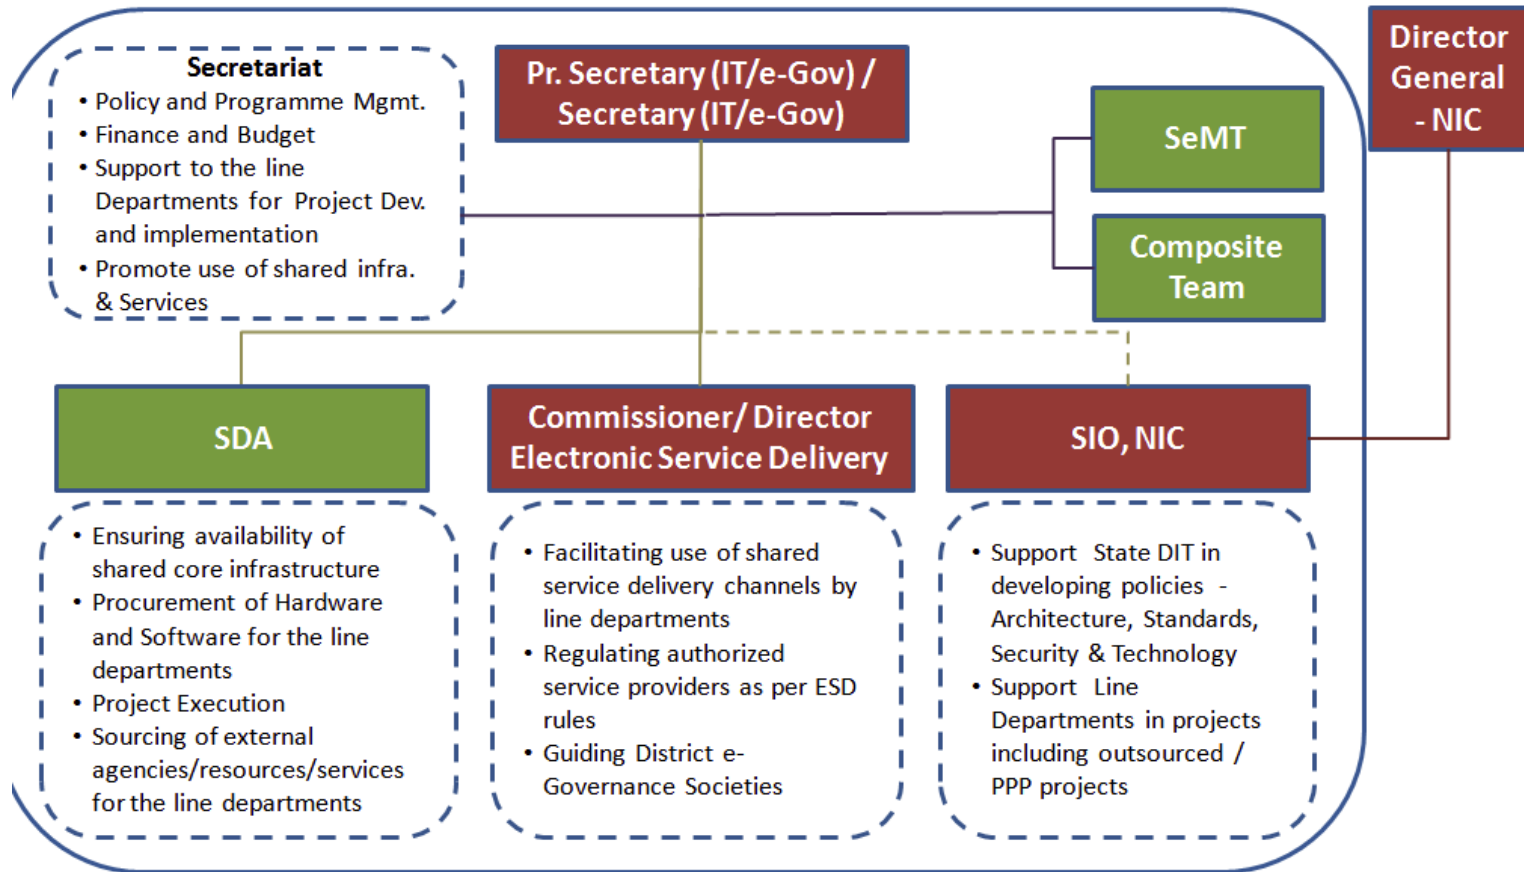 Secretariat
• Policy and Programme Mgmt.
• Finance and Budget
• Support to the line
Departments for Project Dev.
and implementation
• Promote use of shared infra.
& Services
Pr. Secretary (IT/e-Gov) /
Secretary (IT/e-Gov)
SeMT
Composite
Team
Director
General
- NIC
SDA
• Ensuring availability of
shared core infrastructure
• Procurement of Hardware
and Software for the line
departments
• Project Execution
• Sourcing of external
agencies/resources/services
for the line departments
Commissioner/ Director
Electronic Service Delivery
• Facilitating use of shared
service delivery channels by
line departments
• Regulating authorized
service providers as per ESD
rules
• Guiding District e-
Governance Societies
SIO, NIC
• Support State DIT in
developing policies -
Architecture, Standards,
Security & Technology
• Support Line
Departments in projects
including outsourced /
PPP projects